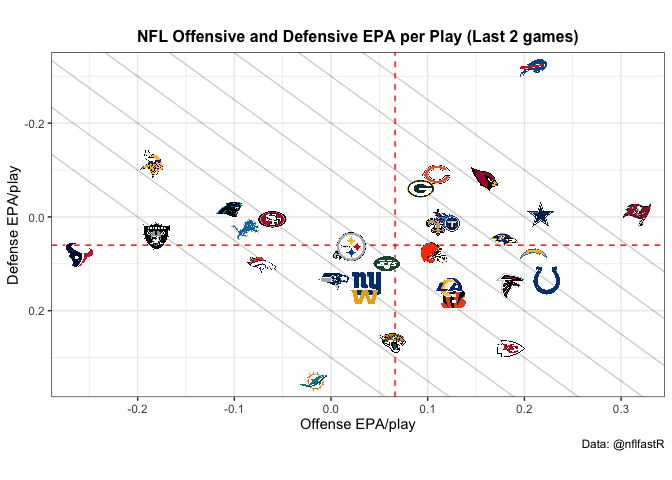 NFL Offensive and Defensive EPA per Play (Last 2 games)
-0.2
0.0
0.2
Defense EPA/play
-0.2
-0.1
0.0
0.1
0.2
0.3
Offense EPA/play
Data: @nflfastR